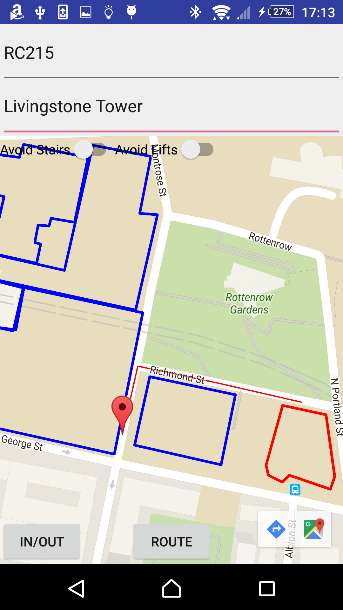 27%
17:13
RC215
Livingstone Tower
Avoid Stairs
Avoid Lifts
Montrose St
Rottenrow
Rottenrow
Gardens
Richmond St
N Portland St
George St
Albion St
IN/OUT
ROUTE